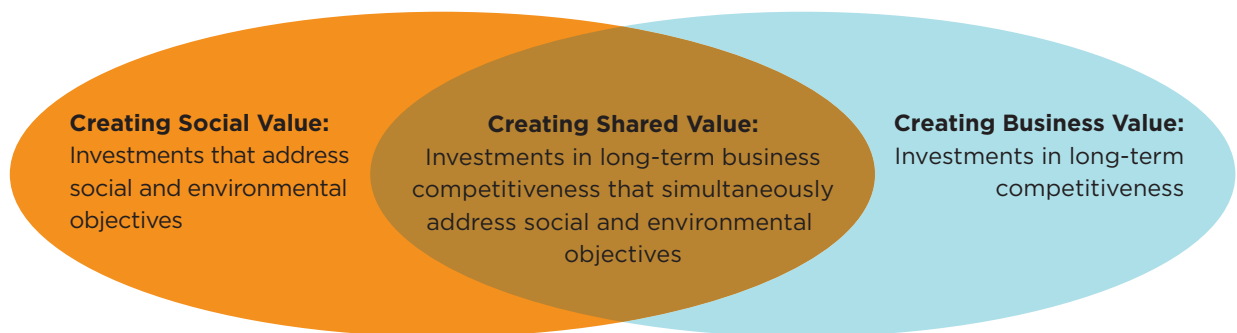 Creating Social Value:
Investments that address
social and environmental
objectives
Creating Shared Value:
Investments in long-term business
competitiveness that simultaneously
address social and environmental
objectives
Creating Business Value:
Investments in long-term
competitiveness